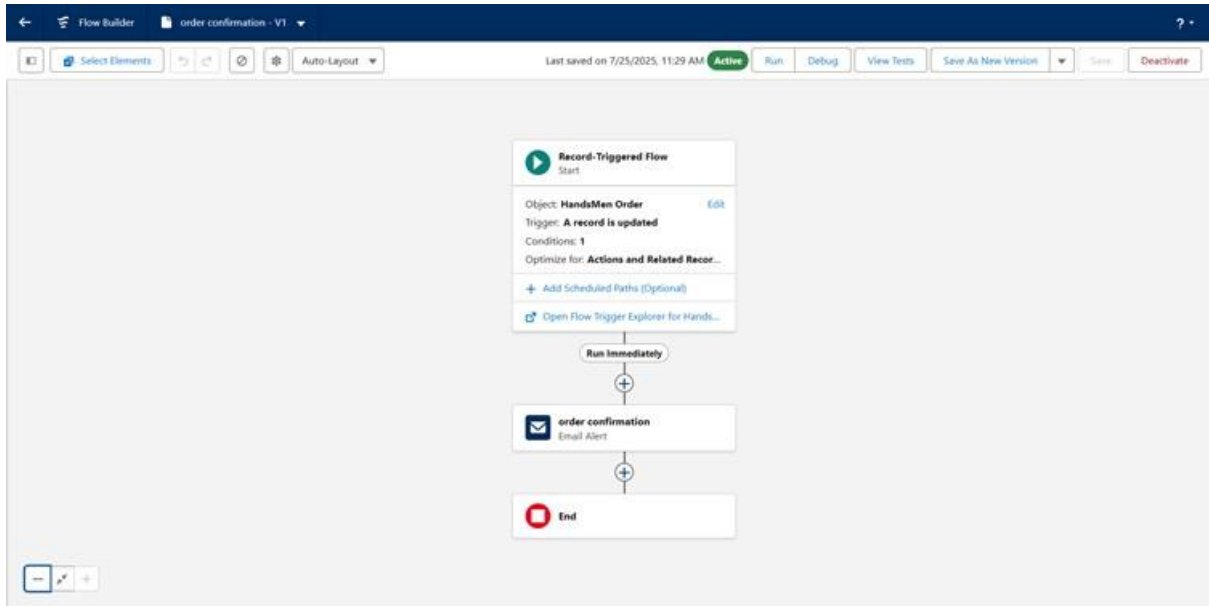 Flow Builder
order confirmation - V1
?
Select Elements
Auto-Layout
Last saved on 7/25/2025, 11:29 AM
Active
Run
Debug
View Tests
Save As New Version
Save
Deactivate
Record-Triggered Flow
Start
Object: HandsMen Order
Edit
Trigger: A record is updated
Conditions: 1
Optimize for: Actions and Related Recor...
+ Add Scheduled Paths (Optional)
Open Flow Trigger Explorer for Hands...
Run Immediately
order confirmation
Email Alert
End